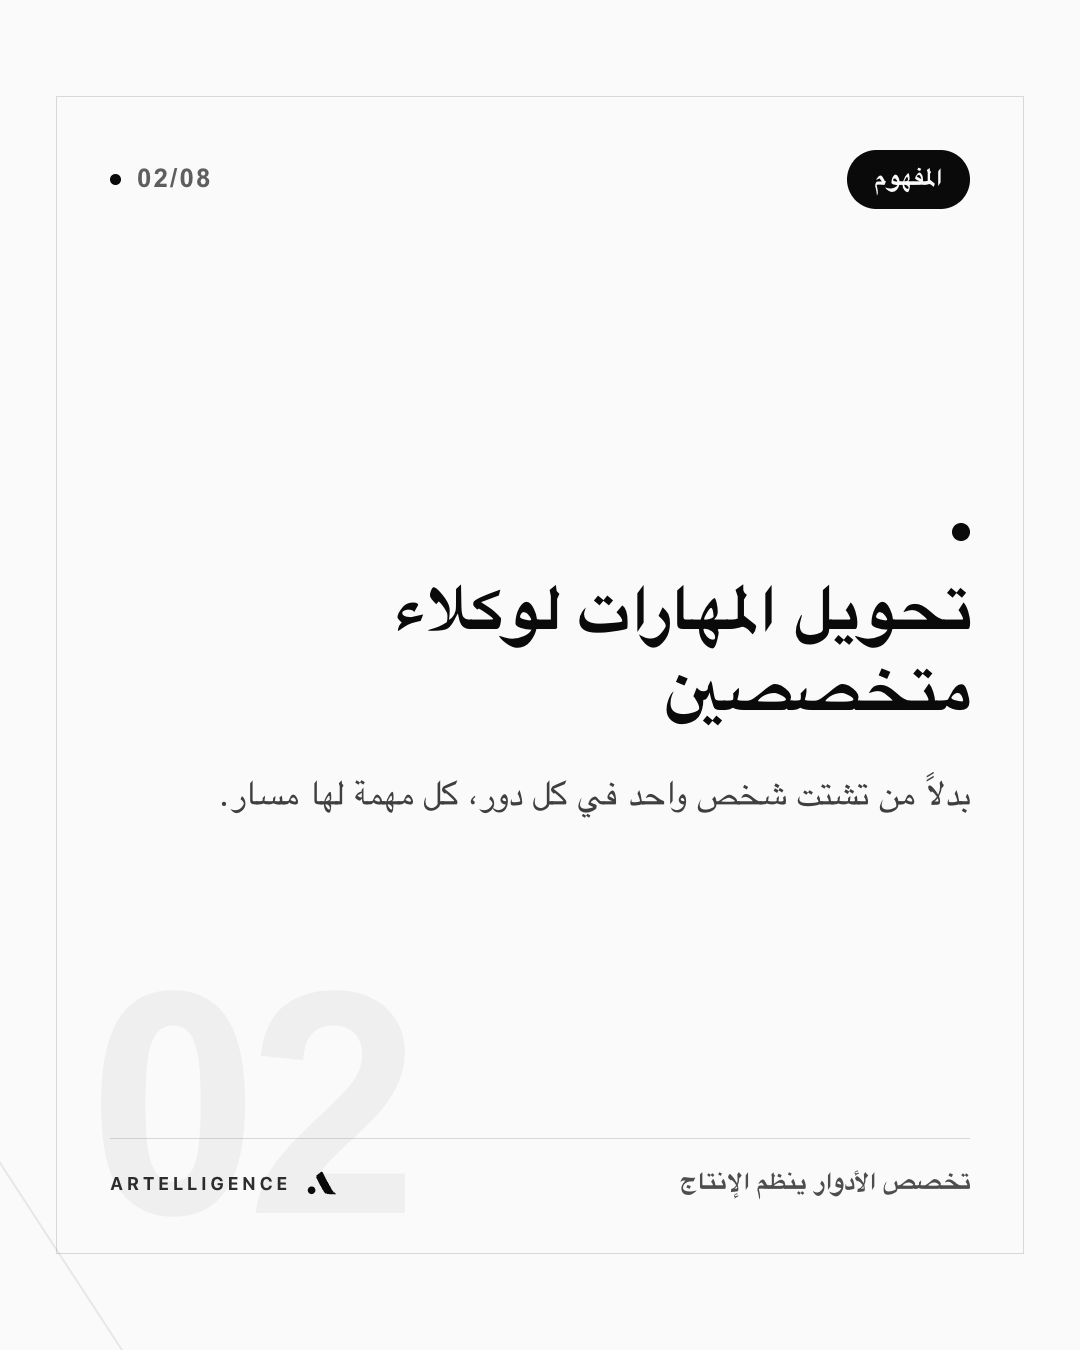 المفهوم
02/08
تحويل المهارات لوكلاء
متخصصين
بدلاً من تشتت شخص واحد في كل دور، كل مهمة لها مسار.
02
تخصص الأدوار ينظم الإنتاج
ARTELLIGENCE